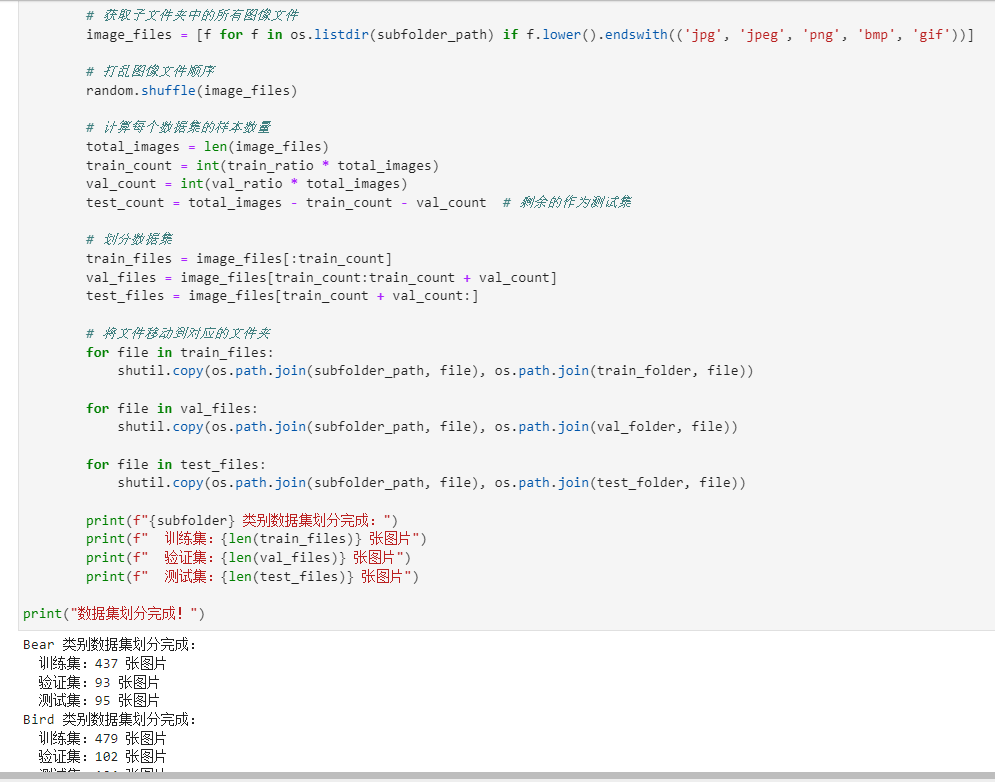 # 获取子文件夹中的所有图像文件
image_files = [f for f in os.listdir(subfolder_path) if f.lower().endswith(('jpg', 'jpeg', 'png', 'bmp', 'gif'))]
# 打乱图像文件顺序
random.shuffle(image_files)
# 计算每个数据集的样本数量
total_images = len(image_files)
train_count = int(train_ratio * total_images)
val_count = int(val_ratio * total_images)
test_count = total_images - train_count - val_count  # 剩余的作为测试集
# 划分数据集
train_files = image_files[:train_count]
val_files = image_files[train_count:train_count + val_count]
test_files = image_files[train_count + val_count:]
# 将文件移动到对应的文件夹
for file in train_files:
shutil.copy(os.path.join(subfolder_path, file), os.path.join(train_folder, file))
for file in val_files:
shutil.copy(os.path.join(subfolder_path, file), os.path.join(val_folder, file))
for file in test_files:
shutil.copy(os.path.join(subfolder_path, file), os.path.join(test_folder, file))
print(f"{subfolder} 类别数据集划分完成：")
print(f"  训练集：{len(train_files)} 张图片")
print(f"  验证集：{len(val_files)} 张图片")
print(f"  测试集：{len(test_files)} 张图片")
print("数据集划分完成！")
Bear 类别数据集划分完成：
训练集：437 张图片
验证集：93 张图片
测试集：95 张图片
Bird 类别数据集划分完成：
训练集：479 张图片
验证集：102 张图片